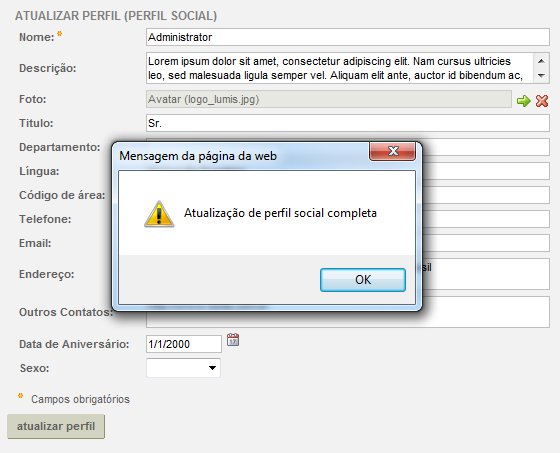 ATUALIZAR PERFIL (PERFIL SOCIAL)
Nome: * Administrator
Descrição: Lorem ipsum dolor sit amet, consectetur adipiscing elit. Nam cursus ultricies
leo, sed malesuada ligula semper vel. Aliquam elit ante, auctor id bibendum ac,
Foto: Avatar (logo_lumis.jpg)
Titulo: Sr.
Departamento:
Mensagem da página da web
Língua:
Código de área:
Atualização de perfil social completa
Telefone:
Email:
Endereço:
OK
Outros Contatos:
Data de Aniversário: 1/1/2000
Sexo:
* Campos obrigatórios
atualizar perfil